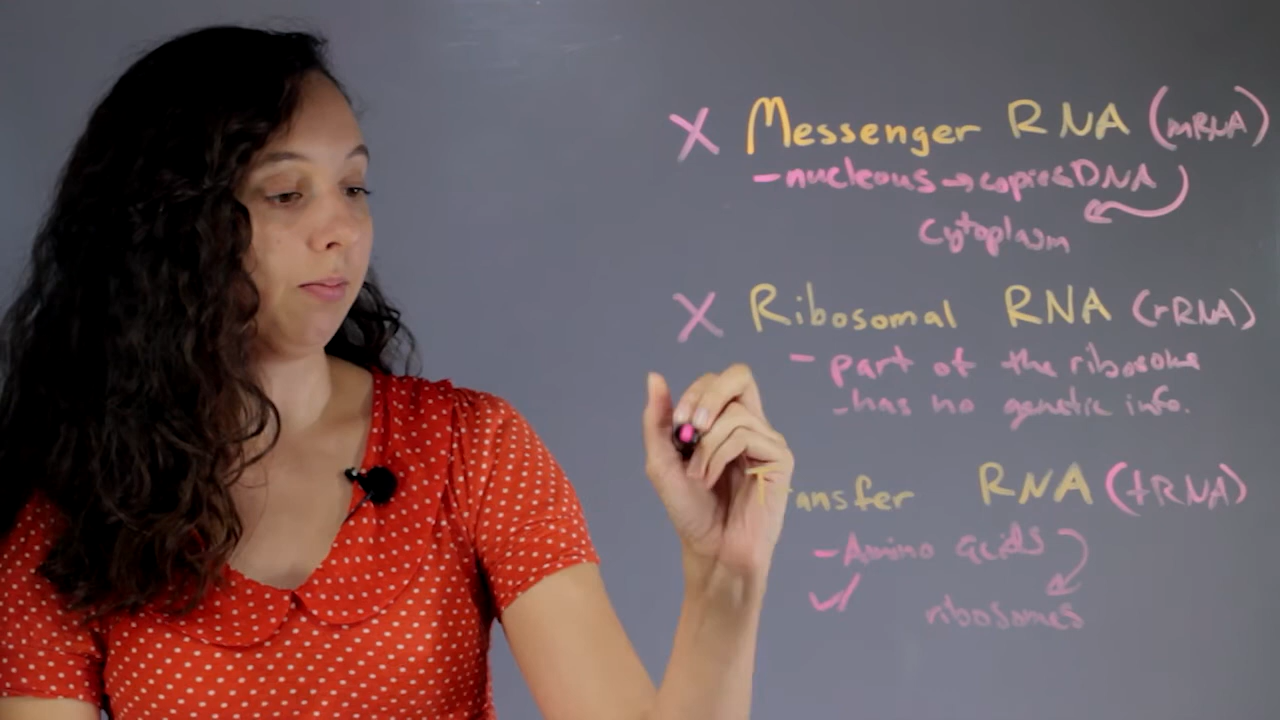 X Messenger RNA (mRNA)
-nucleous → copies DNA
cytoplasm
X Ribosomal RNA (rRNA)
- part of the ribosome
-has no genetic info.
Transfer RNA (tRNA)
-Amino acids
✓ ribosomes